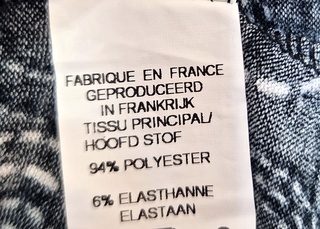 FABRIQUE EN FRANCE
GEPRODUCEERD
IN FRANKRIJK
TISSU PRINCIPAL/
HOOFD STOF
94% POLYESTER
6% ELASTHANNE
ELASTAAN